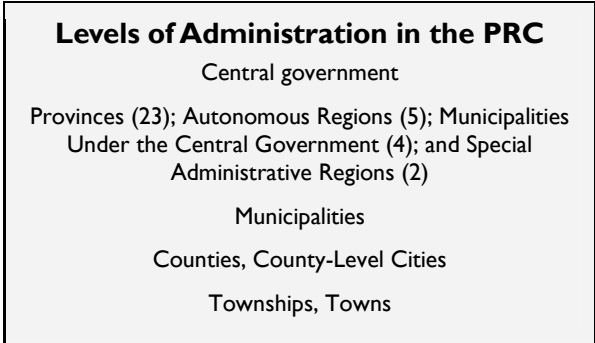 Levels of Administration in the PRC
Central government
Provinces (23); Autonomous Regions (5); Municipalities
Under the Central Government (4); and Special
Administrative Regions (2)
Municipalities
Counties, County-Level Cities
Townships, Towns